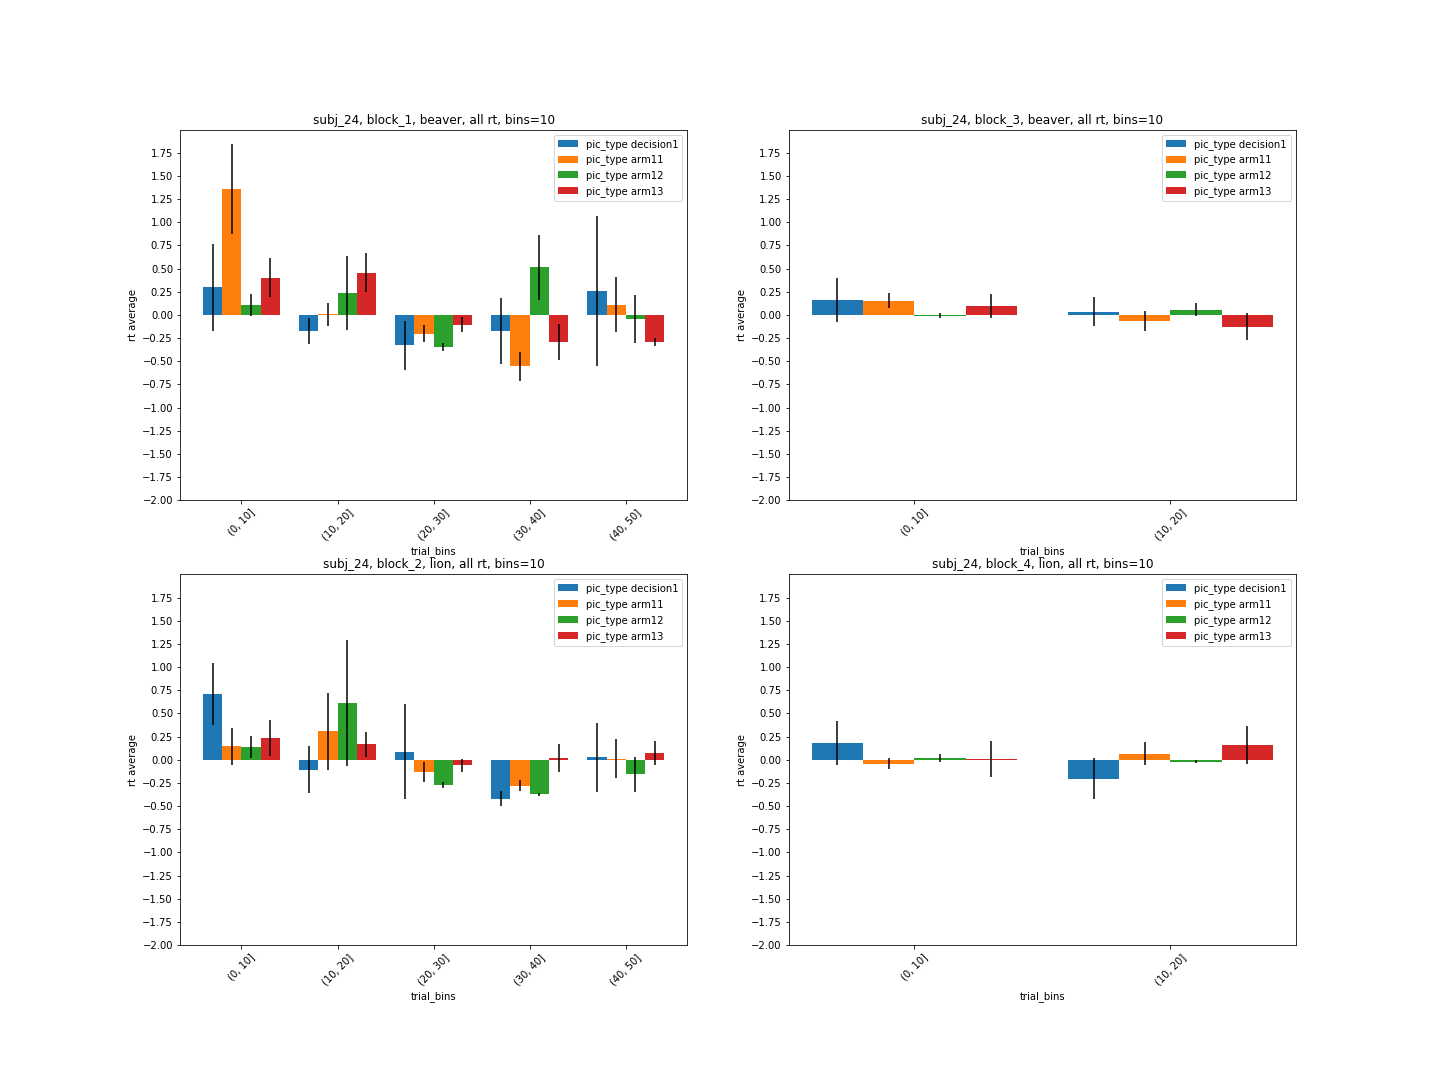 subj_24, block_1, beaver, all rt, bins=10
pic_type decision1
pic_type arm11
pic_type arm12
pic_type arm13
1.75
1.50
1.25
1.00
0.75
0.50
0.25
0.00
−0.25
−0.50
−0.75
−1.00
−1.25
−1.50
−1.75
−2.00
rt average
(0, 10]
(10, 20]
(20, 30]
(30, 40]
(40, 50]
trial_bins
subj_24, block_3, beaver, all rt, bins=10
pic_type decision1
pic_type arm11
pic_type arm12
pic_type arm13
1.75
1.50
1.25
1.00
0.75
0.50
0.25
0.00
−0.25
−0.50
−0.75
−1.00
−1.25
−1.50
−1.75
−2.00
rt average
(0, 10]
(10, 20]
trial_bins
subj_24, block_2, lion, all rt, bins=10
pic_type decision1
pic_type arm11
pic_type arm12
pic_type arm13
1.75
1.50
1.25
1.00
0.75
0.50
0.25
0.00
−0.25
−0.50
−0.75
−1.00
−1.25
−1.50
−1.75
−2.00
rt average
(0, 10]
(10, 20]
(20, 30]
(30, 40]
(40, 50]
trial_bins
subj_24, block_4, lion, all rt, bins=10
pic_type decision1
pic_type arm11
pic_type arm12
pic_type arm13
1.75
1.50
1.25
1.00
0.75
0.50
0.25
0.00
−0.25
−0.50
−0.75
−1.00
−1.25
−1.50
−1.75
−2.00
rt average
(0, 10]
(10, 20]
trial_bins